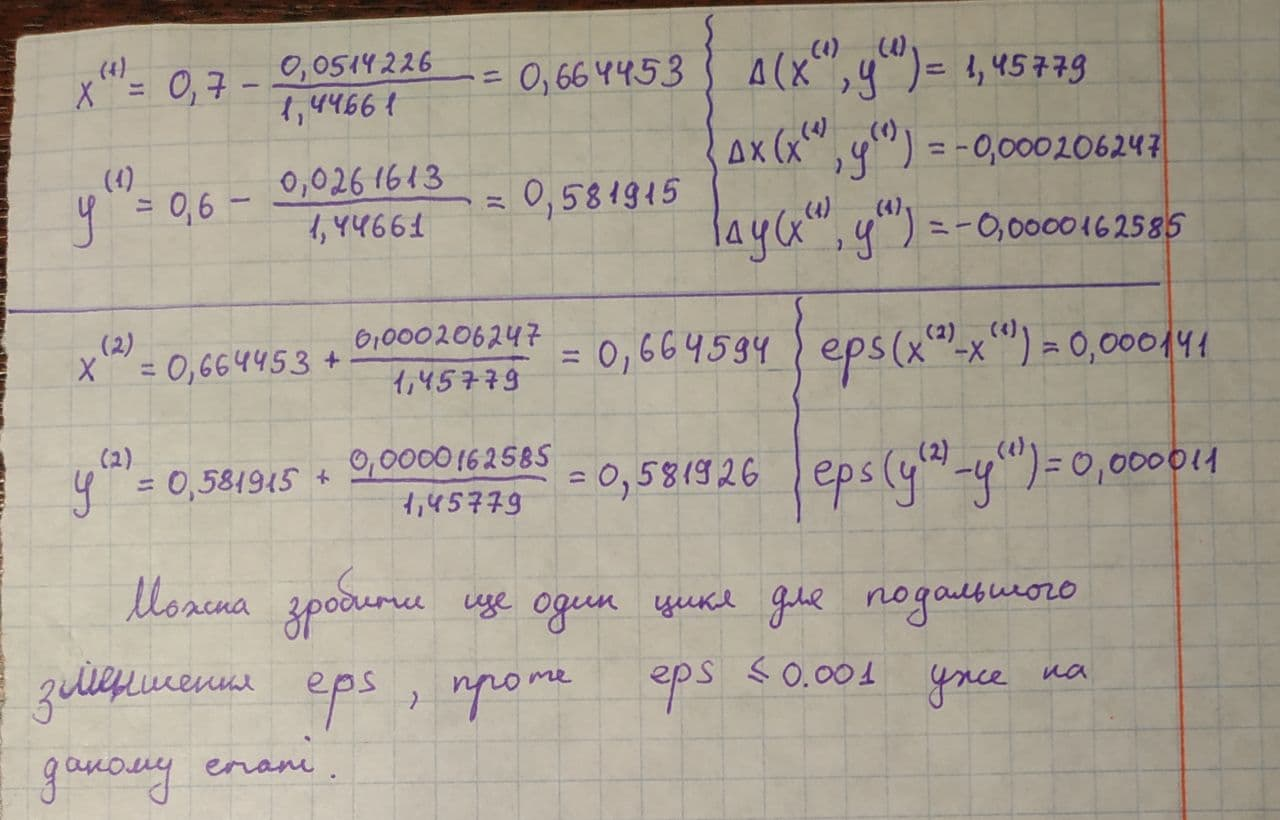 x⁽¹⁾ = 0,7 − 0,0514226 / 1,44661 = 0,664453 } Δ(x⁽¹⁾, y⁽¹⁾) = 1,45779
Δx(x⁽¹⁾, y⁽¹⁾) = −0,000206247
y⁽¹⁾ = 0,6 − 0,0261613 / 1,44661 = 0,581915
Δy(x⁽¹⁾, y⁽¹⁾) = −0,0000162585
x⁽²⁾ = 0,664453 + 0,000206247 / 1,45779 = 0,664594 } eps(x⁽²⁾−x⁽¹⁾) = 0,000141
y⁽²⁾ = 0,581915 + 0,0000162585 / 1,45779 = 0,581926 eps(y⁽²⁾−y⁽¹⁾) = 0,000011
Можна зробити ще один цикл для подальшого
зменшення eps, проте eps ≤ 0.001 уже на
даному етапі.